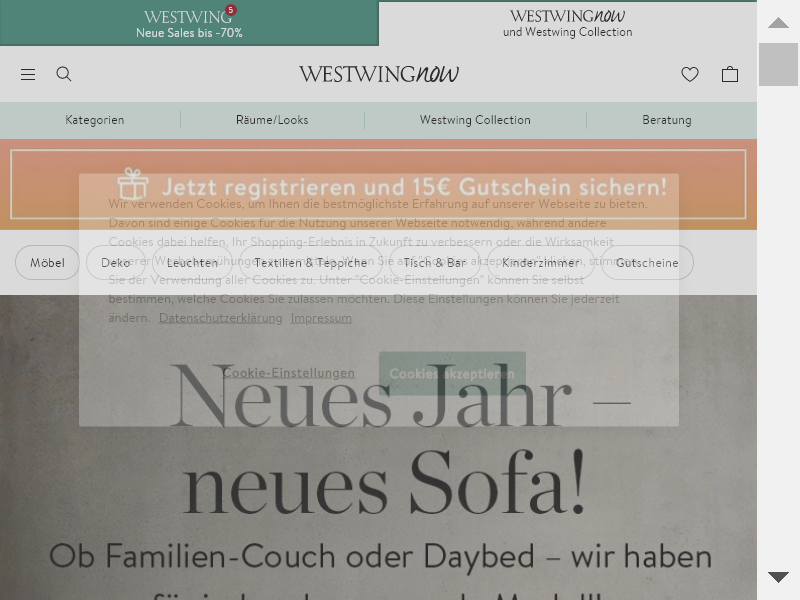 WESTWING 5
Neue Sales bis -70%
WESTWINGnow
und Westwing Collection
WESTWINGnow
Kategorien
Räume/Looks
Westwing Collection
Beratung
Jetzt registrieren und 15€ Gutschein sichern!
Wir verwenden Cookies, um Ihnen die bestmöglichste Erfahrung auf unserer Webseite zu bieten.
Davon sind einige Cookies für die Nutzung unserer Webseite notwendig, während andere
Cookies dabei helfen, Ihr Shopping-Erlebnis in Zukunft zu verbessern oder die Wirksamkeit
Möbel
Deko
Leuchten
Textilien & Teppiche
Tisch & Bar
Kinderzimmer
Gutscheine
Sie der Verwendung aller Cookies zu. Unter "Cookie-Einstellungen" können Sie selbst
bestimmen, welche Cookies Sie zulassen möchten. Diese Einstellungen können Sie jederzeit
ändern. Datenschutzerklärung Impressum
Cookie-Einstellungen
Cookies akzeptieren
Neues Jahr –
neues Sofa!
Ob Familien-Couch oder Daybed – wir haben